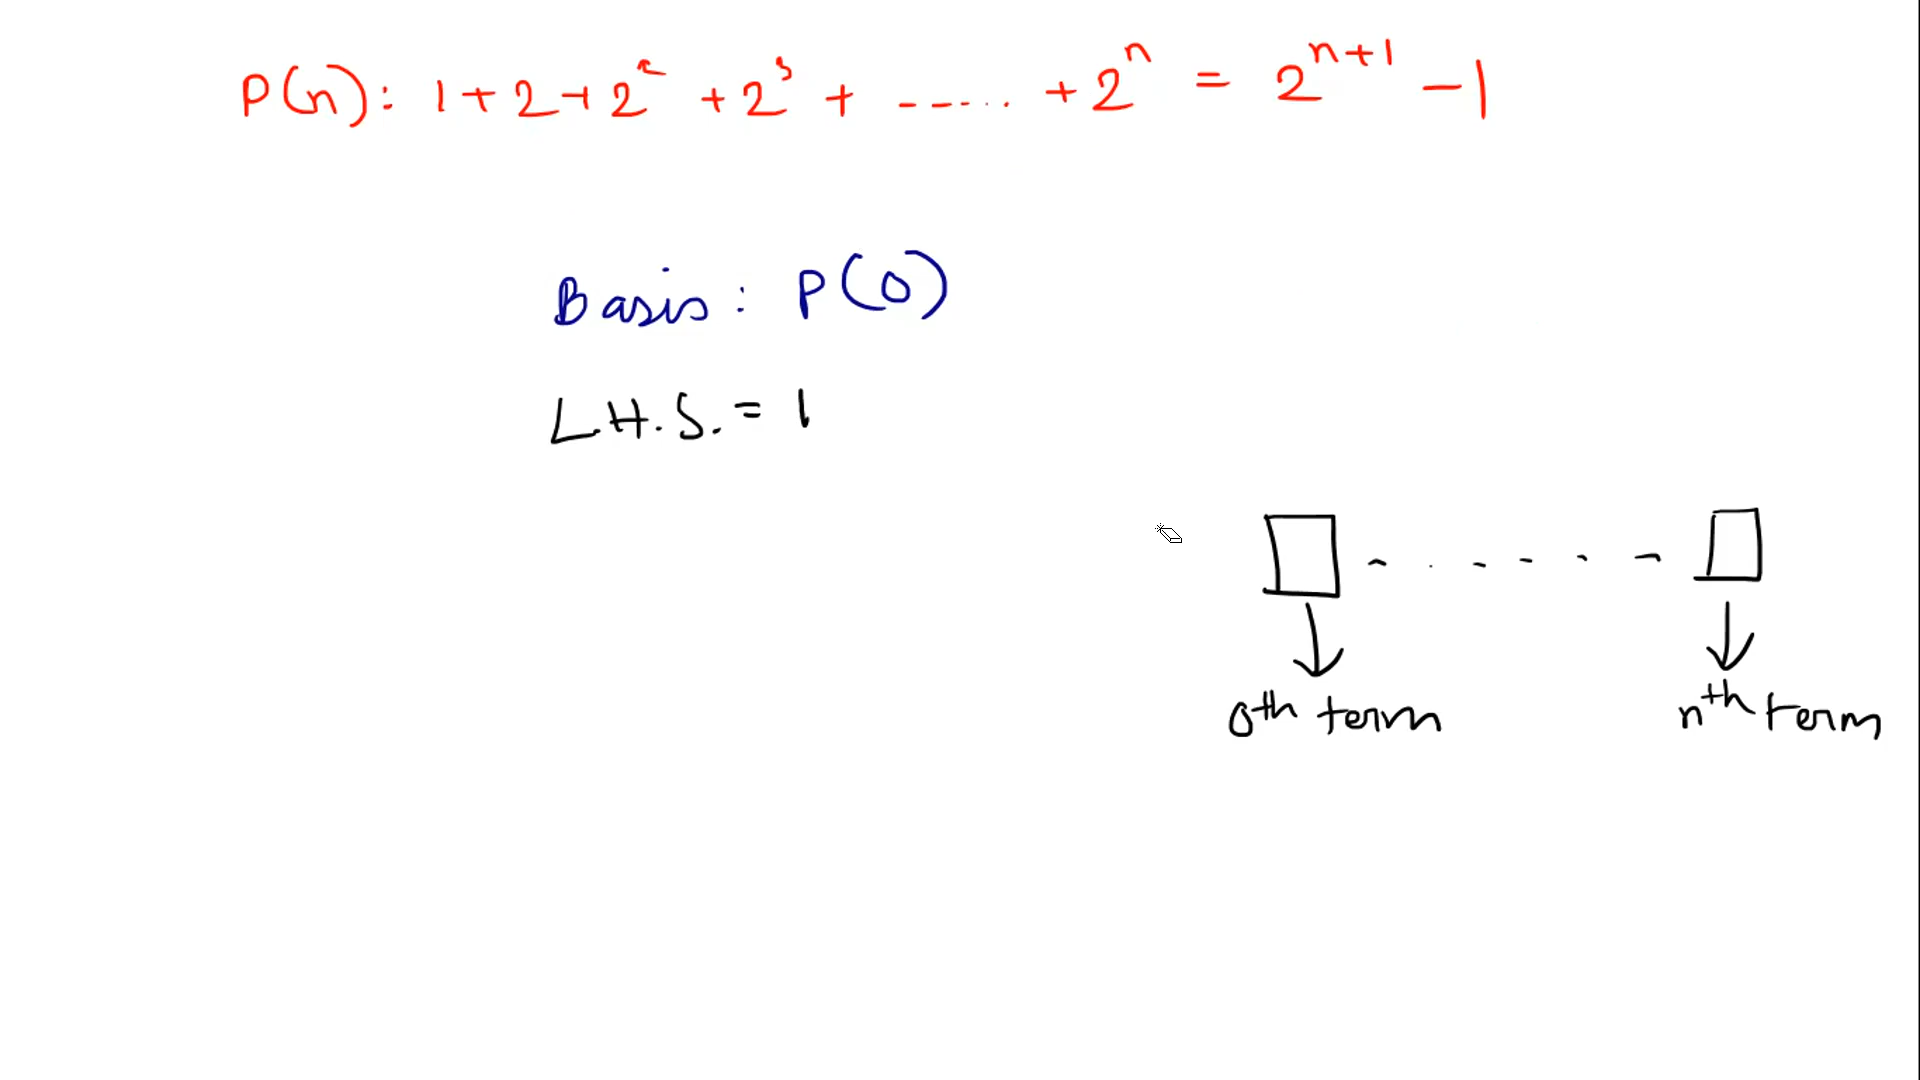 P(n): 1 + 2 + 2² + 2³ + ------ + 2ⁿ = 2ⁿ⁺¹ - 1
Basis: P(0)
L.H.S. = 1
0th term nth term